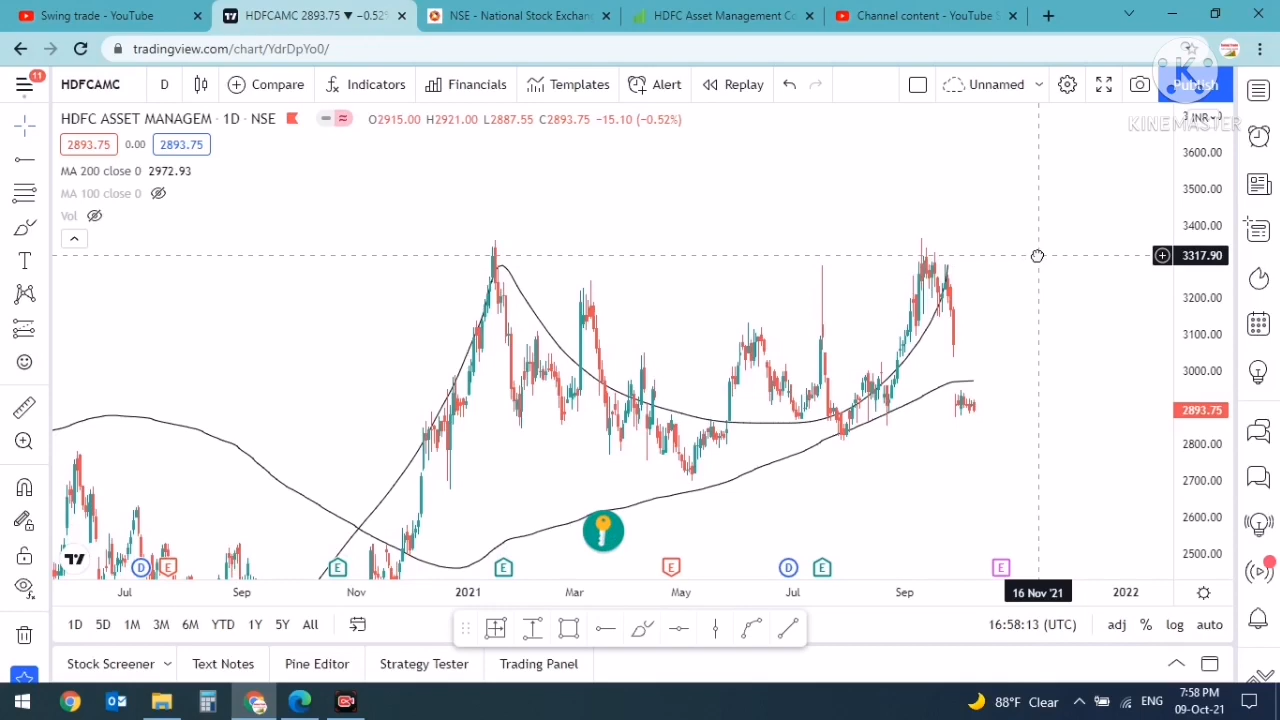 Swing trade - YouTube
HDFCAMC 2893.75 ▼ −0.52%
NSE - National Stock Exchan
HDFC Asset Management Co
Channel content - YouTube S
tradingview.com/chart/YdrDpYo0/
11
HDFCAMC D Compare Indicators Financials Templates Alert Replay Unnamed Publish
K
KINEMASTER
HDFC ASSET MANAGEM · 1D · NSE O2915.00 H2921.00 L2887.55 C2893.75 −15.10 (−0.52%)
INR
2893.75 0.00 2893.75
MA 200 close 0 2972.93
MA 100 close 0
Vol
3600.00
3500.00
3400.00
3317.90
3200.00
3100.00
3000.00
2893.75
2800.00
2700.00
2600.00
2500.00
D E E E E D E E
Jul Sep Nov 2021 Mar May Jul Sep 16 Nov '21 2022
1D 5D 1M 3M 6M YTD 1Y 5Y All 16:58:13 (UTC) adj % log auto
Stock Screener Text Notes Pine Editor Strategy Tester Trading Panel
88°F Clear ENG 7:58 PM
09-Oct-21